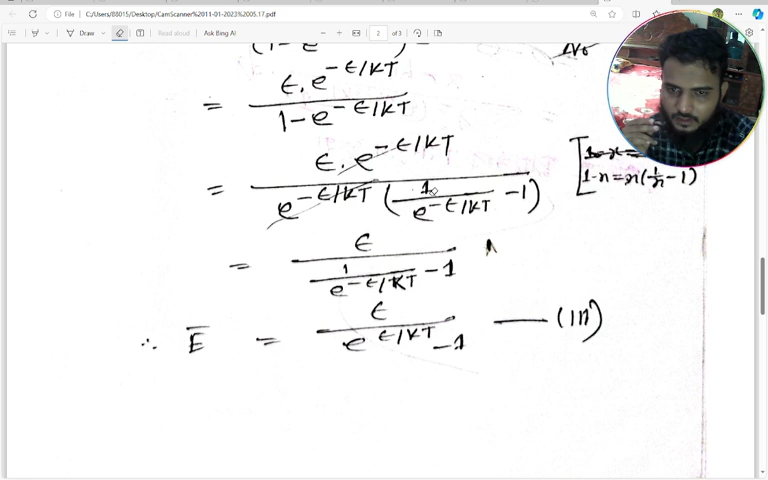 File | C:/Users/88015/Desktop/CamScanner%2011-01-2023%2005.17.pdf
Draw Read aloud Ask Bing AI 2 of 3
= ϵ.e^{-ϵ/KT} / 1-e^{-ϵ/KT}
= ϵ.e^{-ϵ/KT} / e^{-ϵ/KT} (1/e^{-ϵ/KT} -1)
[1-n=n(1/n-1)
= ϵ / 1/e^{-ϵ/KT} -1
∴ E̅ = ϵ / e^{ϵ/KT} -1 — (iii)